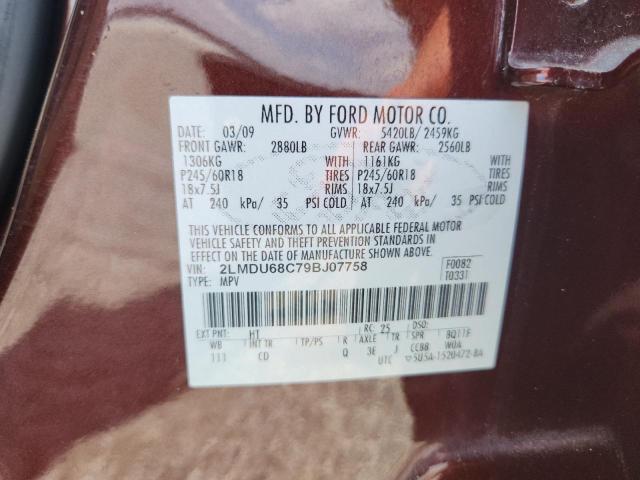 MFD. BY FORD MOTOR CO.
DATE: 03/09 GVWR: 5420LB/ 2459KG
FRONT GAWR: 2880LB REAR GAWR: 2560LB
1306KG WITH 1161KG WITH
P245/60R18 TIRES P245/60R18 TIRES
18x7.5J RIMS 18x7.5J RIMS
AT 240 kPa/ 35 PSI COLD AT 240 kPa/ 35 PSI COLD
THIS VEHICLE CONFORMS TO ALL APPLICABLE FEDERAL MOTOR
VEHICLE SAFETY AND THEFT PREVENTION STANDARDS IN
EFFECT ON THE DATE OF MANUFACTURE SHOWN ABOVE.
VIN: 2LMDU68C79BJ07758 F0082
TYPE: MPV T0331
EXT PNT: HT RC: 25 DSO:
WB INT TR TP/PS R AXLE TR SPR BQ11F
111 CD Q 3E J CCBB WQA
UTC 5U5A-1520472-BA